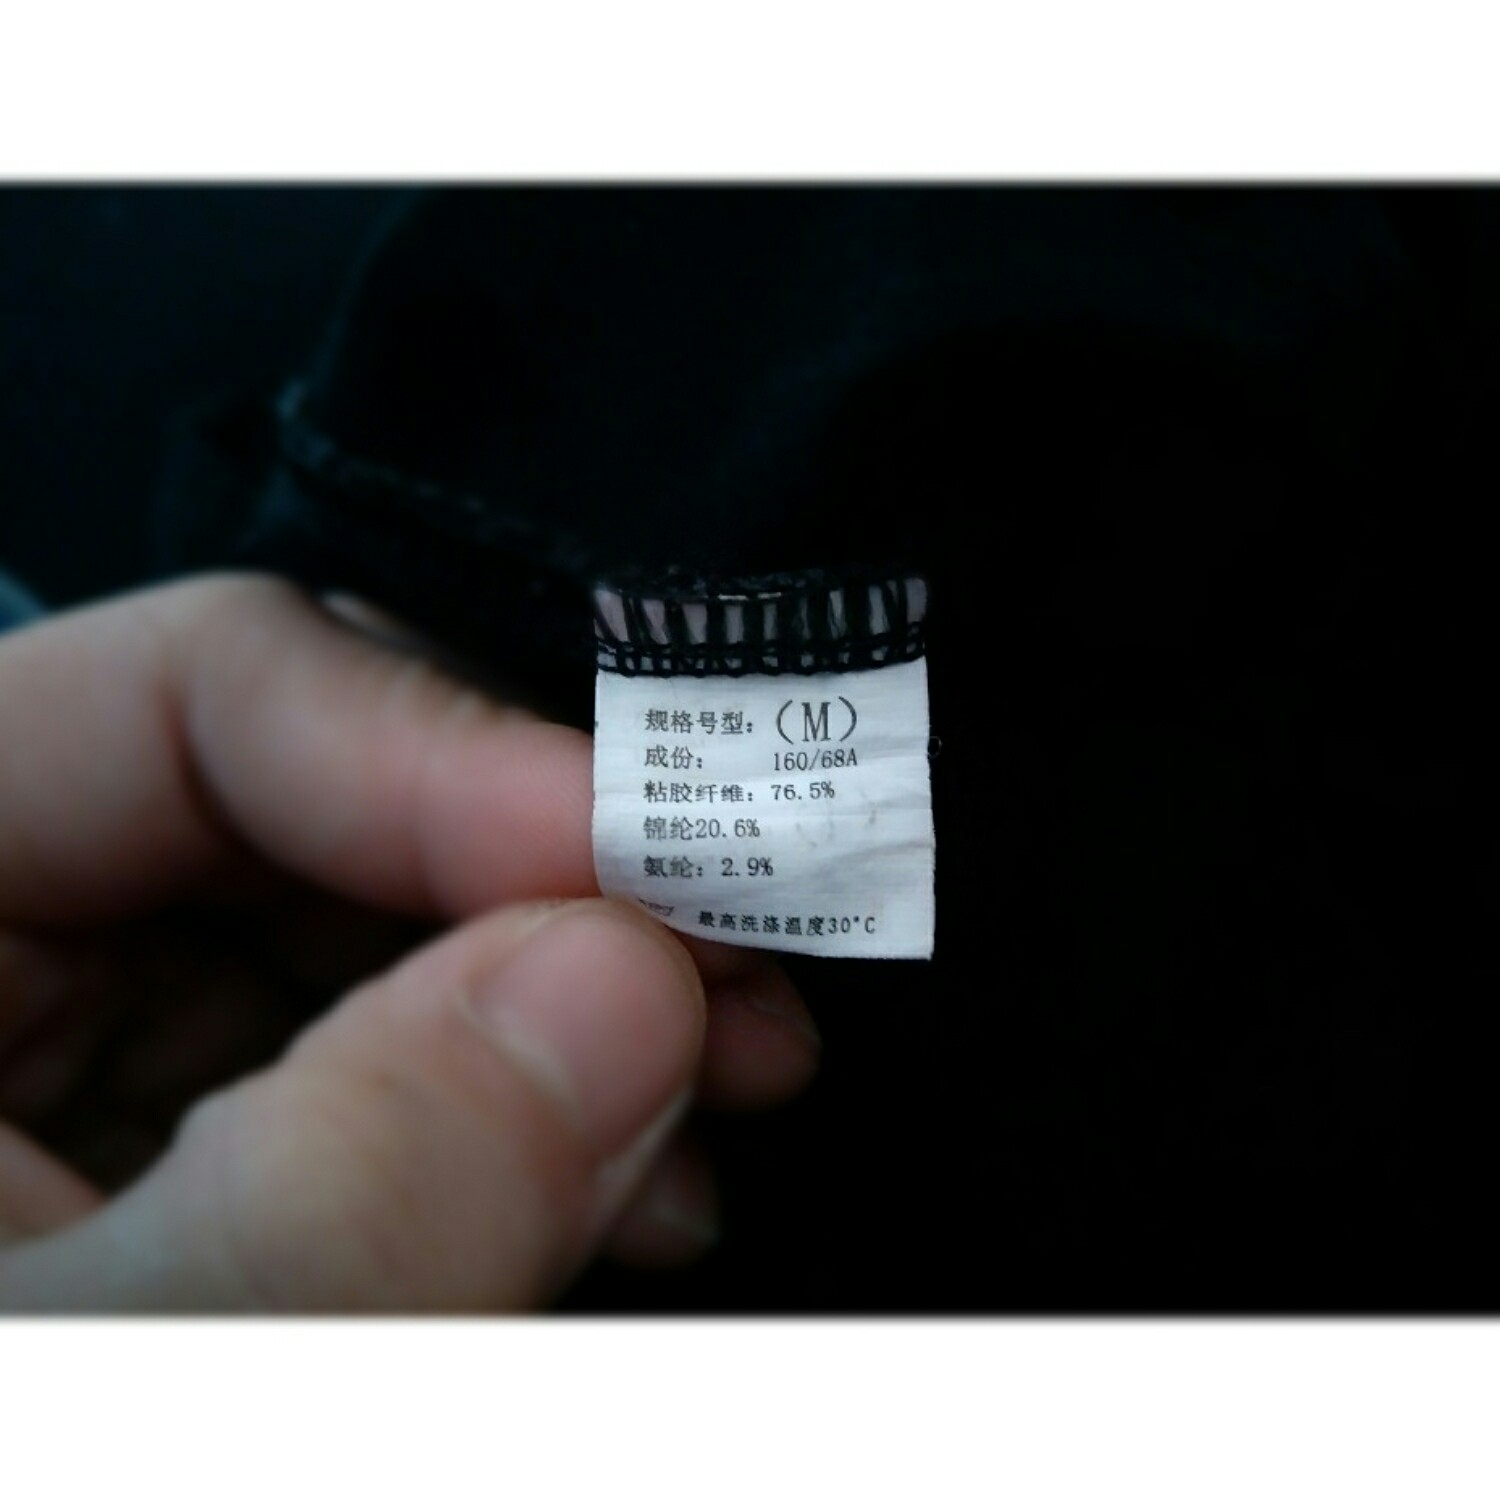 规格号型：（M）
成份： 160/68A
粘胶纤维：76.5%
锦纶20.6%
氨纶：2.9%
最高洗涤温度30°C